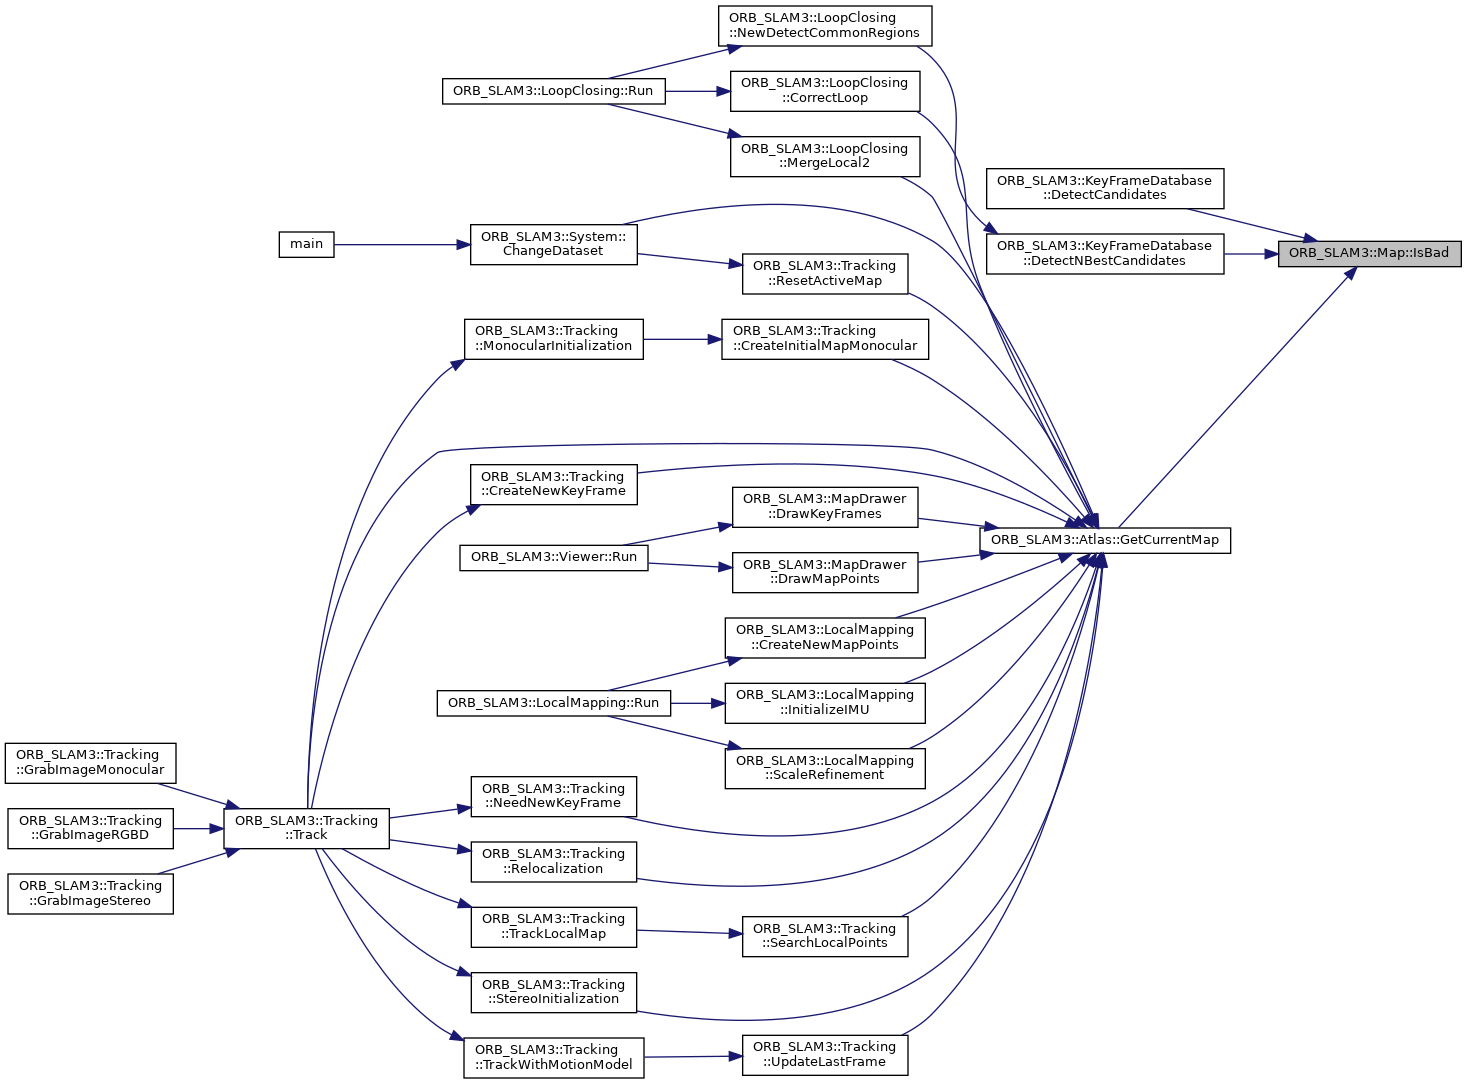 ORB_SLAM3::LoopClosing
::NewDetectCommonRegions
ORB_SLAM3::LoopClosing::Run
ORB_SLAM3::LoopClosing
::CorrectLoop
ORB_SLAM3::LoopClosing
::MergeLocal2
ORB_SLAM3::KeyFrameDatabase
::DetectCandidates
main
ORB_SLAM3::System::
ChangeDataset
ORB_SLAM3::KeyFrameDatabase
::DetectNBestCandidates
ORB_SLAM3::Map::IsBad
ORB_SLAM3::Tracking
::ResetActiveMap
ORB_SLAM3::Tracking
::MonocularInitialization
ORB_SLAM3::Tracking
::CreateInitialMapMonocular
ORB_SLAM3::Tracking
::CreateNewKeyFrame
ORB_SLAM3::MapDrawer
::DrawKeyFrames
ORB_SLAM3::Atlas::GetCurrentMap
ORB_SLAM3::Viewer::Run
ORB_SLAM3::MapDrawer
::DrawMapPoints
ORB_SLAM3::LocalMapping
::CreateNewMapPoints
ORB_SLAM3::LocalMapping::Run
ORB_SLAM3::LocalMapping
::InitializeIMU
ORB_SLAM3::LocalMapping
::ScaleRefinement
ORB_SLAM3::Tracking
::GrabImageMonocular
ORB_SLAM3::Tracking
::NeedNewKeyFrame
ORB_SLAM3::Tracking
::GrabImageRGBD
ORB_SLAM3::Tracking
::Track
ORB_SLAM3::Tracking
::Relocalization
ORB_SLAM3::Tracking
::GrabImageStereo
ORB_SLAM3::Tracking
::TrackLocalMap
ORB_SLAM3::Tracking
::SearchLocalPoints
ORB_SLAM3::Tracking
::StereoInitialization
ORB_SLAM3::Tracking
::TrackWithMotionModel
ORB_SLAM3::Tracking
::UpdateLastFrame